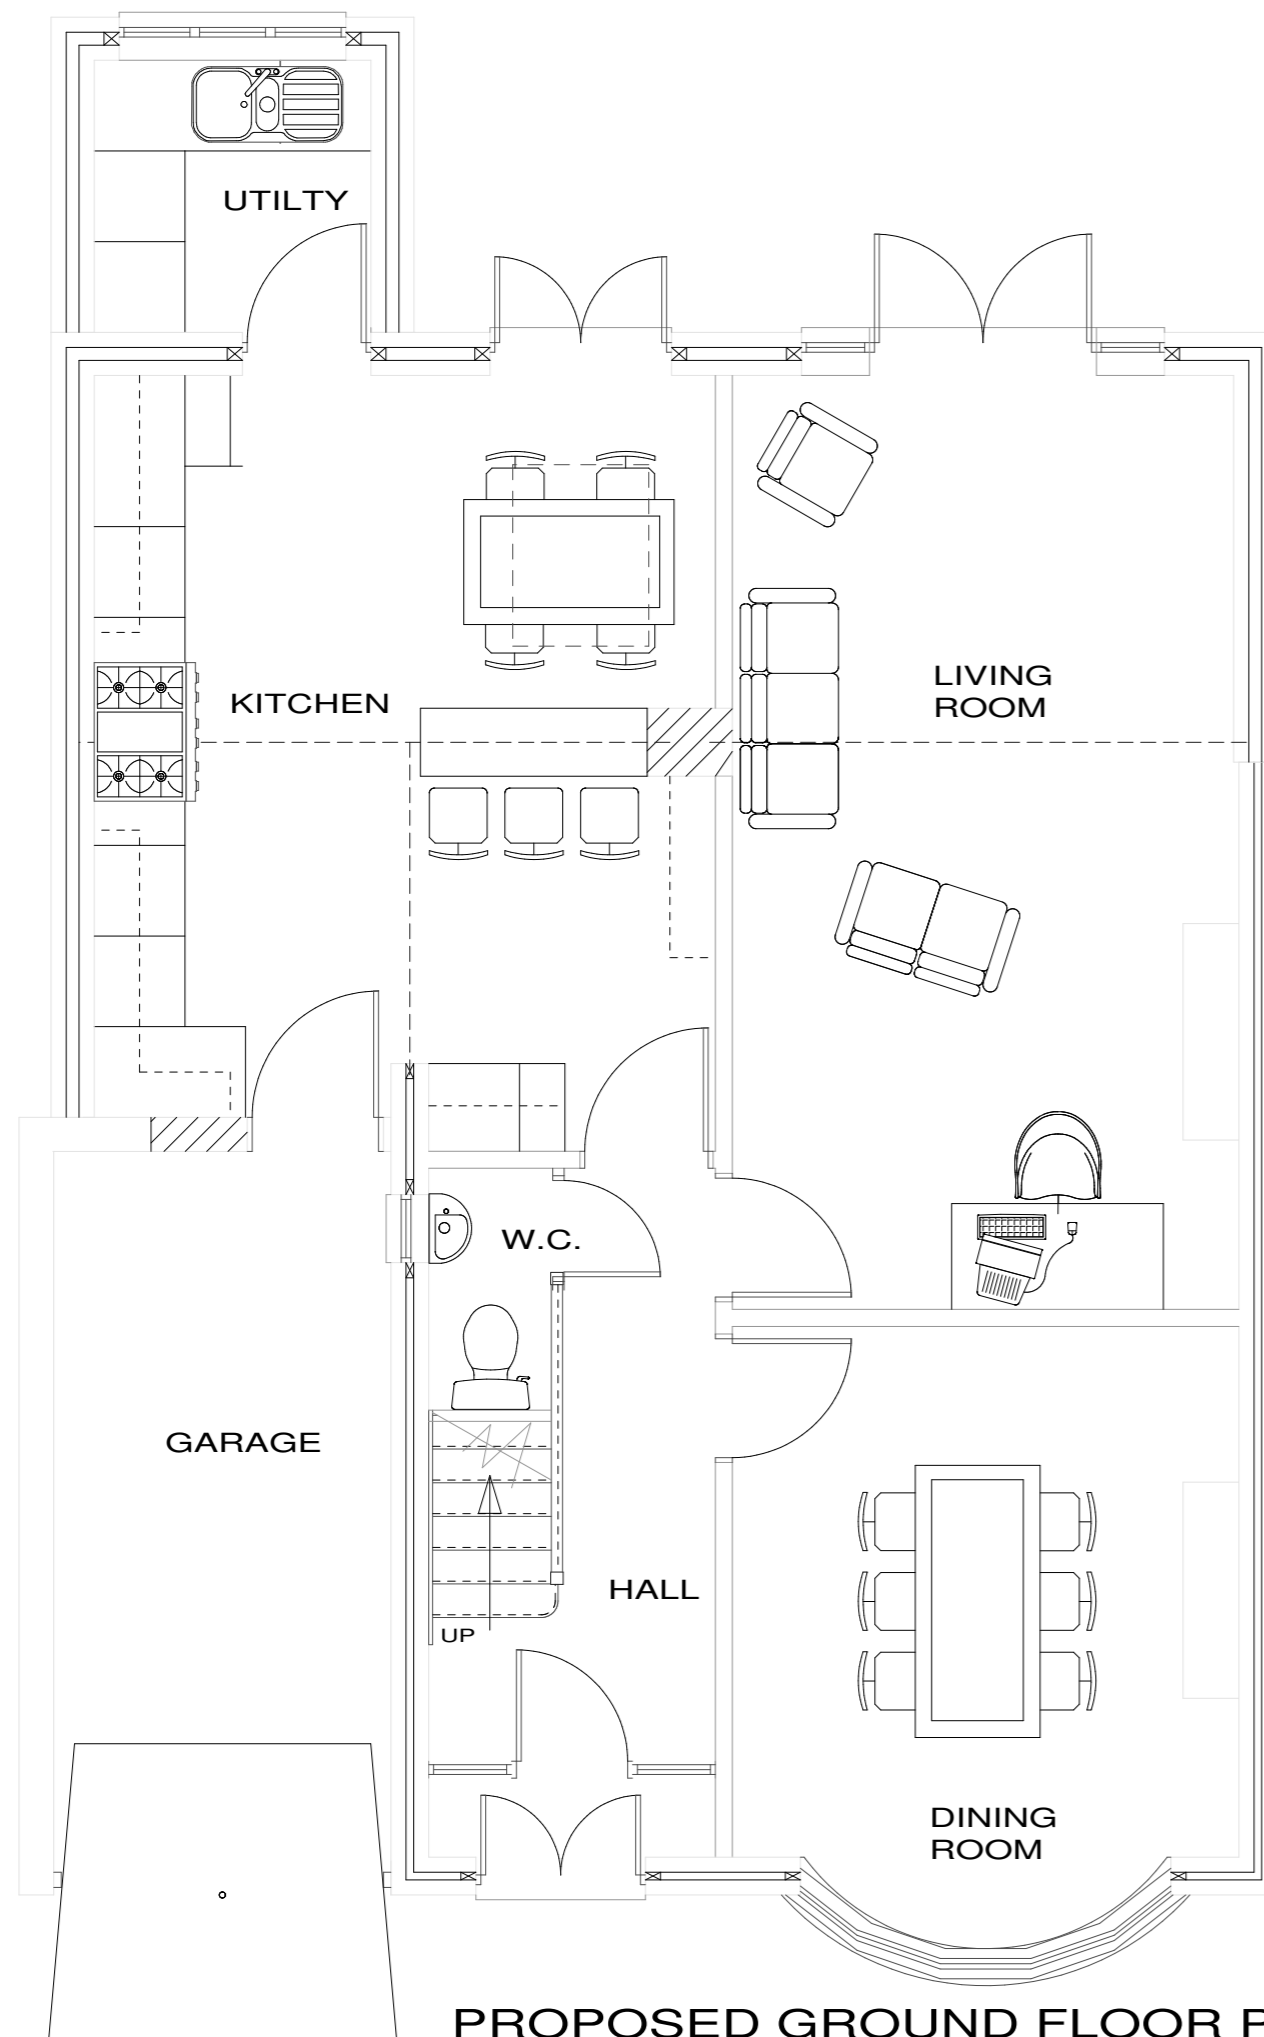 UTILTY
KITCHEN
LIVING
ROOM
W.C.
GARAGE
HALL
UP
DINING
ROOM
PROPOSED GROUND FLOOR P